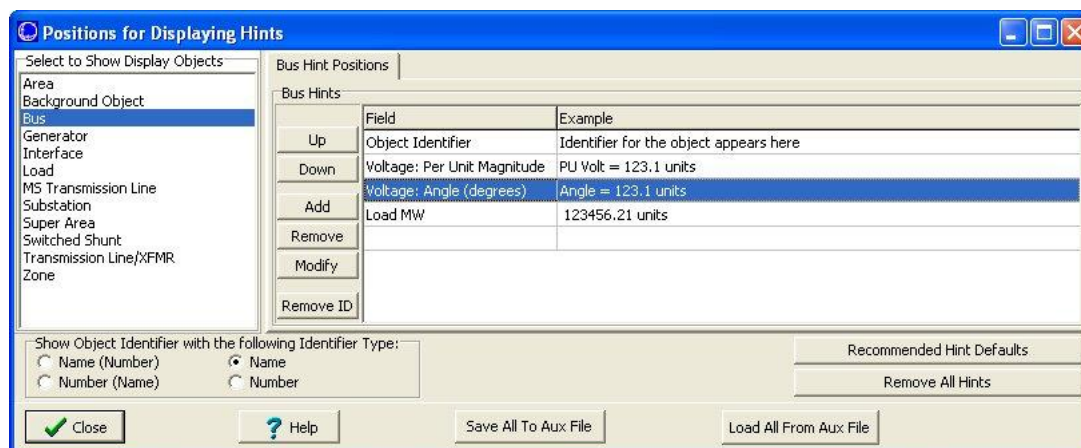 Positions for Displaying Hints
Select to Show Display Objects
Area
Background Object
Bus
Generator
Interface
Load
MS Transmission Line
Substation
Super Area
Switched Shunt
Transmission Line/XFMR
Zone
Bus Hint Positions
Bus Hints
Up
Down
Add
Remove
Modify
Remove ID
Field Example
Object Identifier Identifier for the object appears here
Voltage: Per Unit Magnitude PU Volt = 123.1 units
Voltage: Angle (degrees) Angle = 123.1 units
Load MW 123456.21 units
Show Object Identifier with the following Identifier Type:
Name (Number) Name
Number (Name) Number
Recommended Hint Defaults
Remove All Hints
Close ? Help Save All To Aux File Load All From Aux File